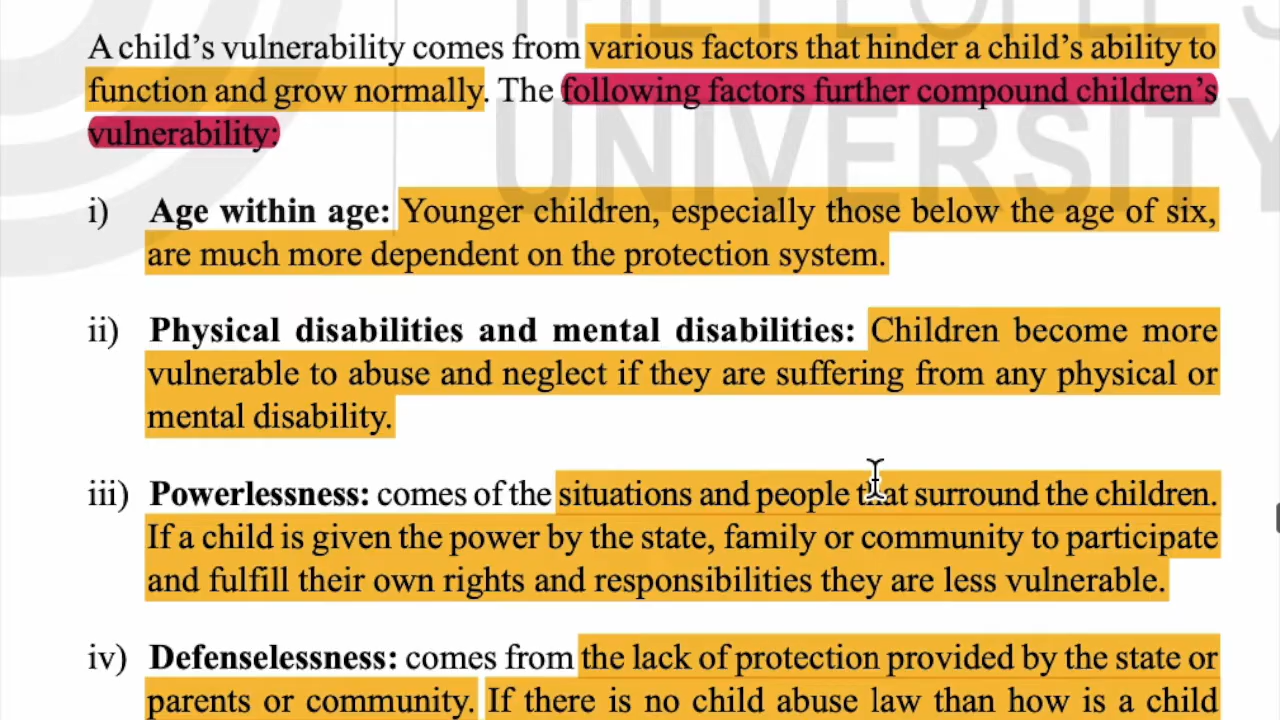 THE PEOPLE'S
UNIVERSITY
A child's vulnerability comes from various factors that hinder a child's ability to
function and grow normally. The following factors further compound children's
vulnerability:
i) Age within age: Younger children, especially those below the age of six,
are much more dependent on the protection system.
ii) Physical disabilities and mental disabilities: Children become more
vulnerable to abuse and neglect if they are suffering from any physical or
mental disability.
iii) Powerlessness: comes of the situations and people that surround the children.
If a child is given the power by the state, family or community to participate
and fulfill their own rights and responsibilities they are less vulnerable.
iv) Defenselessness: comes from the lack of protection provided by the state or
parents or community. If there is no child abuse law than how is a child